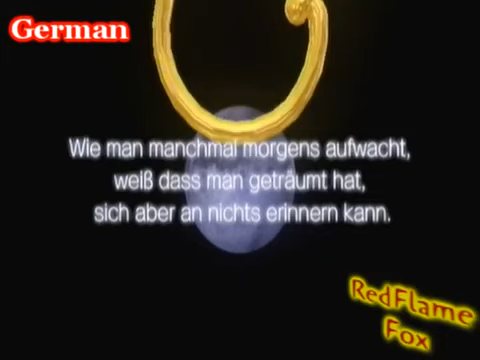 German
Wie man manchmal morgens aufwacht,
weiß dass man geträumt hat,
sich aber an nichts erinnern kann.
RedFlame
Fox